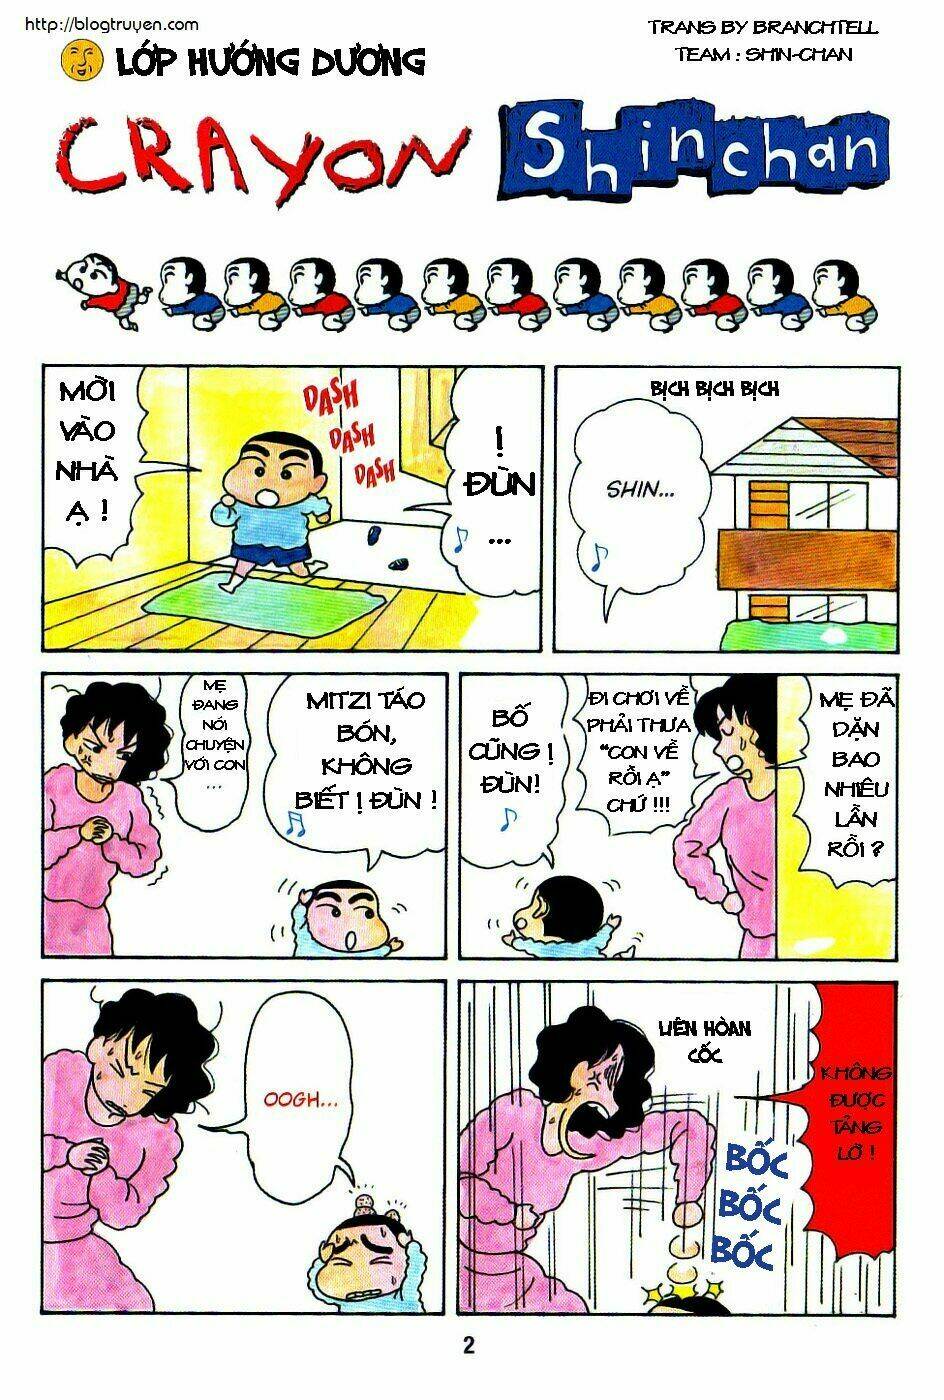 http://blogtruyen.com
TRANS BY BRANCHTELL
TEAM : SHIN-CHAN
LỚP HƯỚNG DƯƠNG
CRAYON Shinchan
BỊCH BỊCH BỊCH
SHIN...
DASH
DASH
DASH
Ị
ĐÙN
...
MỜI
VÀO
NHÀ
Ạ !
MẸ ĐÃ
DẶN
BAO
NHIÊU
LẦN
RỒI ?
ĐI CHƠI VỀ
PHẢI THƯA
"CON VỀ
RỒI Ạ"
CHỨ !!!
BỐ
CŨNG Ị
ĐÙN!
MITZI TÁO
BÓN,
KHÔNG
BIẾT Ị ĐÙN !
MẸ
ĐANG
NÓI
CHUYỆN
VỚI CON
...
KHÔNG
ĐƯỢC
TẢNG
LỜ !
LIÊN HOÀN
CỐC
BỐC
BỐC
BỐC
OOGH...
2